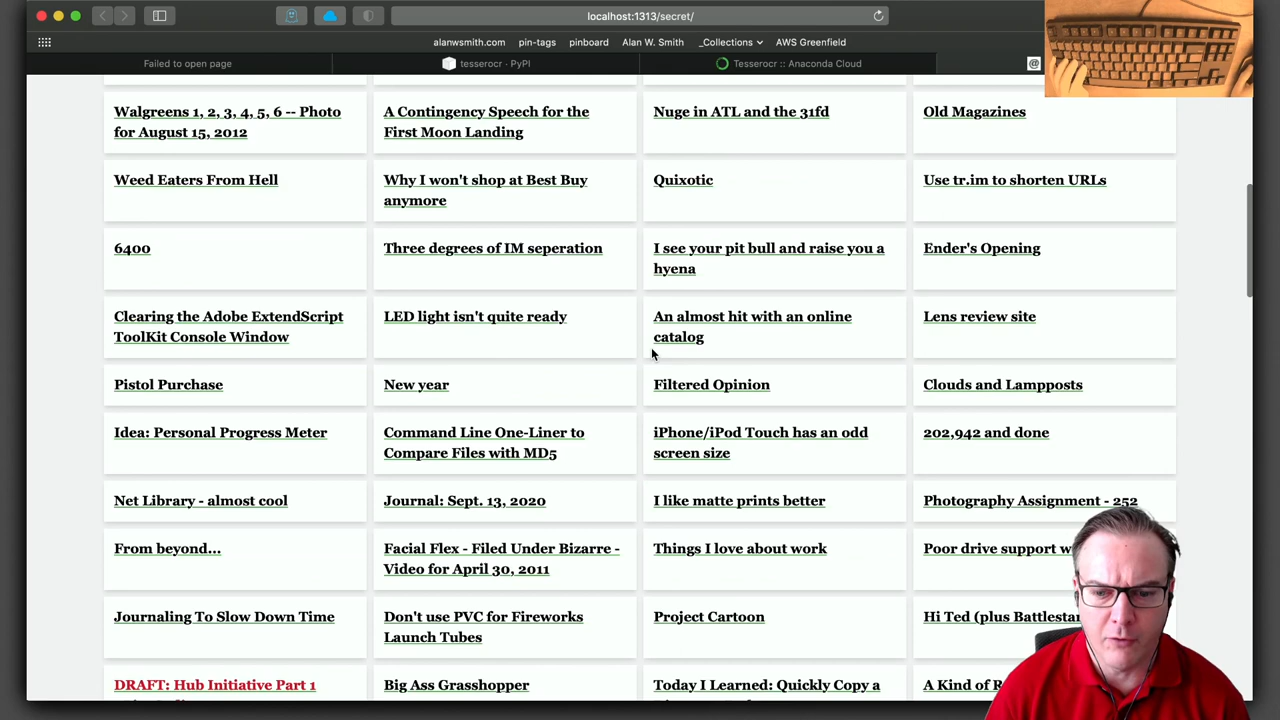 localhost:1313/secret/
alanwsmith.com pin-tags pinboard Alan W. Smith _Collections AWS Greenfield
Failed to open page tesserocr · PyPI Tesserocr :: Anaconda Cloud @
Walgreens 1, 2, 3, 4, 5, 6 -- Photo
for August 15, 2012
A Contingency Speech for the
First Moon Landing
Nuge in ATL and the 31fd
Old Magazines
Weed Eaters From Hell
Why I won't shop at Best Buy
anymore
Quixotic
Use tr.im to shorten URLs
6400
Three degrees of IM seperation
I see your pit bull and raise you a
hyena
Ender's Opening
Clearing the Adobe ExtendScript
ToolKit Console Window
LED light isn't quite ready
An almost hit with an online
catalog
Lens review site
Pistol Purchase
New year
Filtered Opinion
Clouds and Lampposts
Idea: Personal Progress Meter
Command Line One-Liner to
Compare Files with MD5
iPhone/iPod Touch has an odd
screen size
202,942 and done
Net Library - almost cool
Journal: Sept. 13, 2020
I like matte prints better
Photography Assignment - 252
From beyond...
Facial Flex - Filed Under Bizarre -
Video for April 30, 2011
Things I love about work
Poor drive support
Journaling To Slow Down Time
Don't use PVC for Fireworks
Launch Tubes
Project Cartoon
Hi Ted (plus
DRAFT: Hub Initiative Part 1
Big Ass Grasshopper
Today I Learned: Quickly Copy a
A Kind of